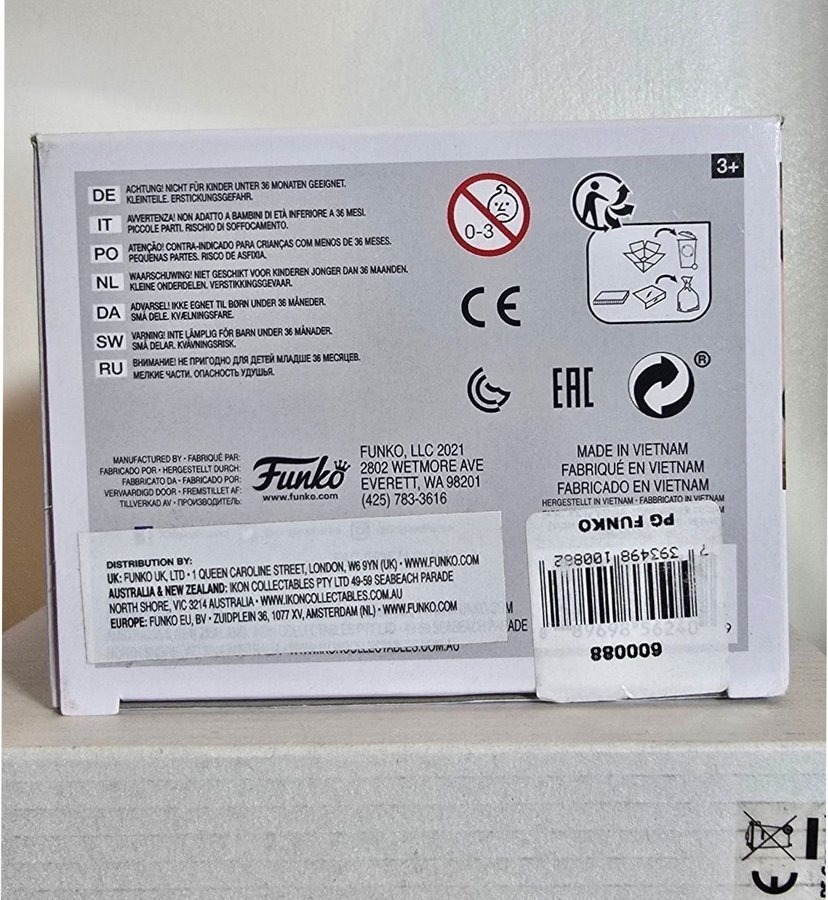 3+
DE ACHTUNG! NICHT FÜR KINDER UNTER 36 MONATEN GEEIGNET.
KLEINTEILE. ERSTICKUNGSGEFAHR.
IT AVVERTENZA! NON ADATTO A BAMBINI DI ETÀ INFERIORE A 36 MESI.
PICCOLE PARTI. RISCHIO DI SOFFOCAMENTO.
PO ATENÇÃO! CONTRA-INDICADO PARA CRIANÇAS COM MENOS DE 36 MESES.
PEQUENAS PARTES. RISCO DE ASFIXIA.
NL WAARSCHUWING! NIET GESCHIKT VOOR KINDEREN JONGER DAN 36 MAANDEN.
KLEINE ONDERDELEN. VERSTIKKINGSGEVAAR.
DA ADVARSEL! IKKE EGNET TIL BØRN UNDER 36 MÅNEDER.
SMÅ DELE. KVÆLNINGSFARE.
SW VARNING! INTE LÄMPLIG FÖR BARN UNDER 36 MÅNADER.
SMÅ DELAR. KVÄVNINGSRISK.
RU ВНИМАНИЕ! НЕ ПРИГОДНО ДЛЯ ДЕТЕЙ МЛАДШЕ 36 МЕСЯЦЕВ.
МЕЛКИЕ ЧАСТИ. ОПАСНОСТЬ УДУШЬЯ.
0-3
CE
EAC
®
MANUFACTURED BY • FABRIQUÉ PAR:
FABRICADO POR • HERGESTELLT DURCH:
FABBRICATO DA • FABRICADO POR:
VERVAARDIGD DOOR • FREMSTILLET AF:
TILLVERKAD AV • ПРОИЗВОДИТЕЛЬ:
Funko
www.funko.com
FUNKO, LLC 2021
2802 WETMORE AVE
EVERETT, WA 98201
(425) 783-3616
MADE IN VIETNAM
FABRIQUÉ EN VIETNAM
FABRICADO EN VIETNAM
HERGESTELLT IN VIETNAM • FABBRICATO IN VIETNAM
DISTRIBUTION BY:
UK: FUNKO UK, LTD • 1 QUEEN CAROLINE STREET, LONDON, W6 9YN (UK) • WWW.FUNKO.COM
AUSTRALIA & NEW ZEALAND: IKON COLLECTABLES PTY LTD 49-59 SEABEACH PARADE
NORTH SHORE, VIC 3214 AUSTRALIA • WWW.IKONCOLLECTABLES.COM.AU
EUROPE: FUNKO EU, BV • ZUIDPLEIN 36, 1077 XV, AMSTERDAM (NL) • WWW.FUNKO.COM
PG FUNKO
7 393498 100882
600088
CE